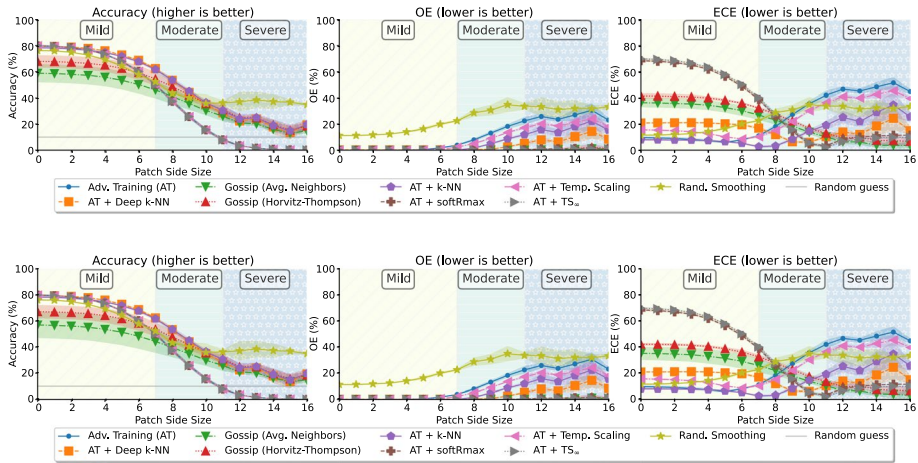 Accuracy (higher is better)
OE (lower is better)
ECE (lower is better)
Mild
Moderate
Severe
Mild
Moderate
Severe
Mild
Moderate
Severe
Accuracy (%)
100
80
60
40
20
0
0 2 4 6 8 10 12 14 16
Patch Side Size
OE (%)
100
80
60
40
20
0
0 2 4 6 8 10 12 14 16
Patch Side Size
ECE (%)
100
80
60
40
20
0
0 2 4 6 8 10 12 14 16
Patch Side Size
Adv. Training (AT)
Gossip (Avg. Neighbors)
AT + k-NN
AT + Temp. Scaling
Rand. Smoothing
Random guess
AT + Deep k-NN
Gossip (Horvitz-Thompson)
AT + softRmax
AT + TS∞
Accuracy (higher is better)
OE (lower is better)
ECE (lower is better)
Mild
Moderate
Severe
Mild
Moderate
Severe
Mild
Moderate
Severe
Accuracy (%)
100
80
60
40
20
0
0 2 4 6 8 10 12 14 16
Patch Side Size
OE (%)
100
80
60
40
20
0
0 2 4 6 8 10 12 14 16
Patch Side Size
ECE (%)
100
80
60
40
20
0
0 2 4 6 8 10 12 14 16
Patch Side Size
Adv. Training (AT)
Gossip (Avg. Neighbors)
AT + k-NN
AT + Temp. Scaling
Rand. Smoothing
Random guess
AT + Deep k-NN
Gossip (Horvitz-Thompson)
AT + softRmax
AT + TS∞